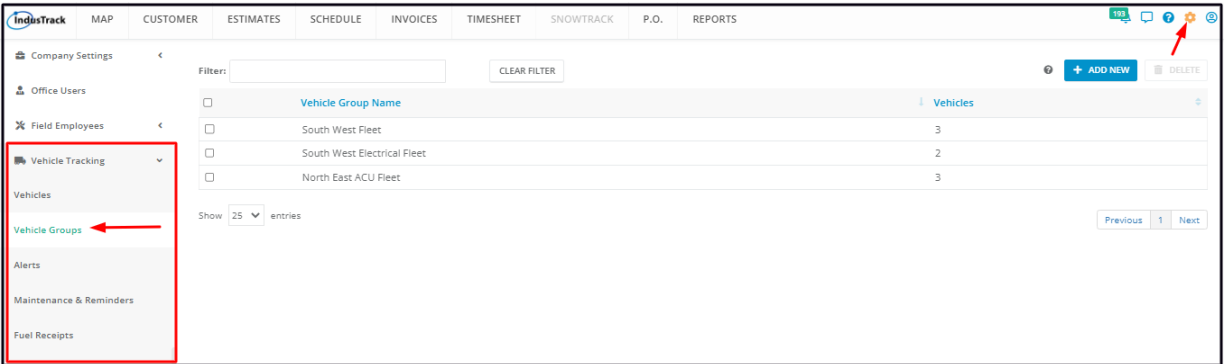 IndusTrack MAP CUSTOMER ESTIMATES SCHEDULE INVOICES TIMESHEET SNOWTRACK P.O. REPORTS 193
Company Settings
Office Users
Field Employees
Vehicle Tracking
Vehicles
Vehicle Groups
Alerts
Maintenance & Reminders
Fuel Receipts
Filter: CLEAR FILTER ADD NEW DELETE
Vehicle Group Name Vehicles
South West Fleet 3
South West Electrical Fleet 2
North East ACU Fleet 3
Show 25 entries Previous 1 Next